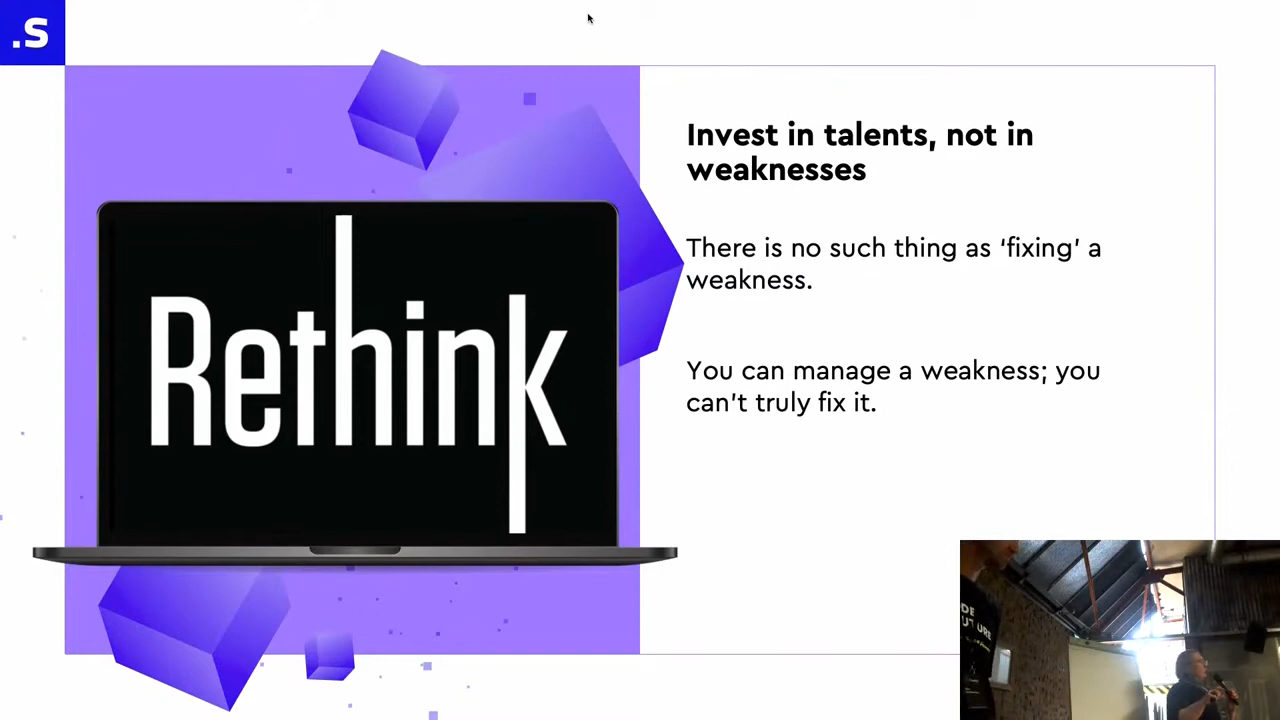 .S
Rethink
Invest in talents, not in
weaknesses
There is no such thing as ‘fixing’ a
weakness.
You can manage a weakness; you
can't truly fix it.